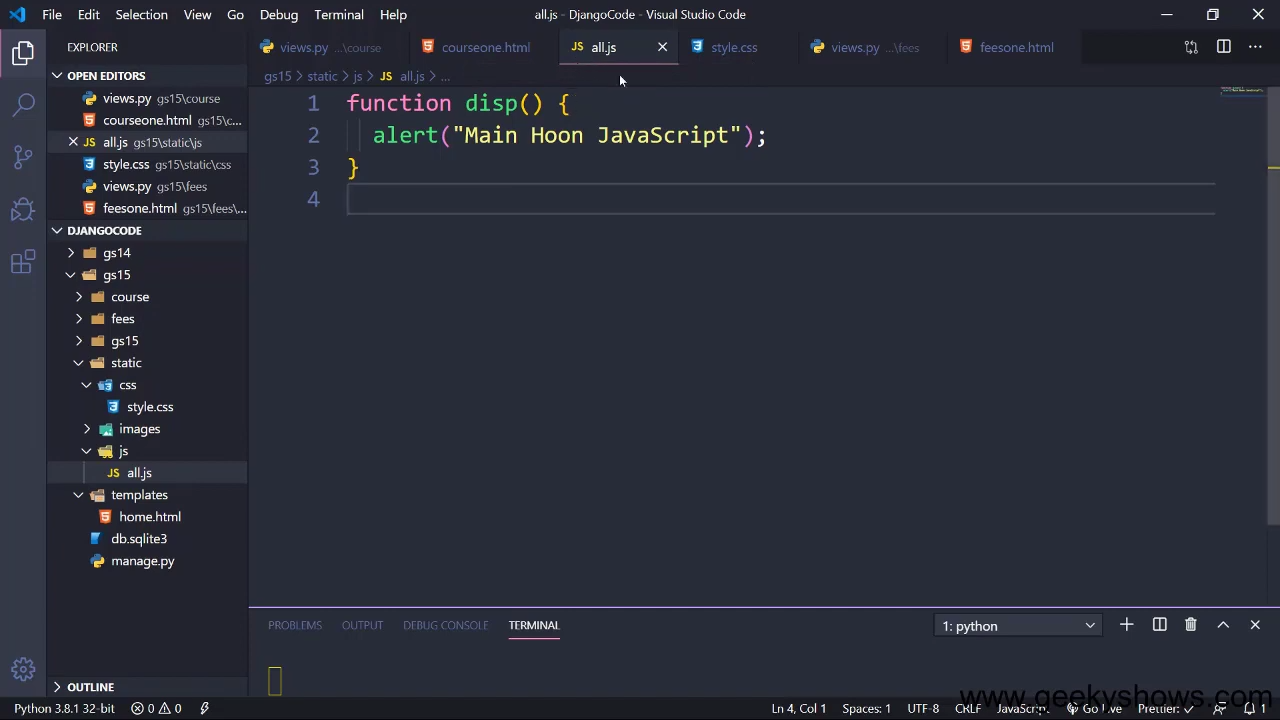 File Edit Selection View Go Debug Terminal Help
all.js - DjangoCode - Visual Studio Code
EXPLORER
views.py ...\course
courseone.html
JS all.js
style.css
views.py ...\fees
feesone.html
OPEN EDITORS
gs15 > static > js > JS all.js > ...
views.py gs15\course
courseone.html gs15\c...
JS all.js gs15\static\js
style.css gs15\static\css
views.py gs15\fees
feesone.html gs15\fees\...
DJANGOCODE
gs14
gs15
course
fees
gs15
static
css
style.css
images
js
JS all.js
templates
home.html
db.sqlite3
manage.py
OUTLINE
1 function disp() {
2 alert("Main Hoon JavaScript");
3 }
4
PROBLEMS OUTPUT DEBUG CONSOLE TERMINAL
1: python
www.geekyshows.com
Python 3.8.1 32-bit 0 0
Ln 4, Col 1 Spaces: 1 UTF-8 CRLF JavaScript Go Live Prettier: ✓ 1